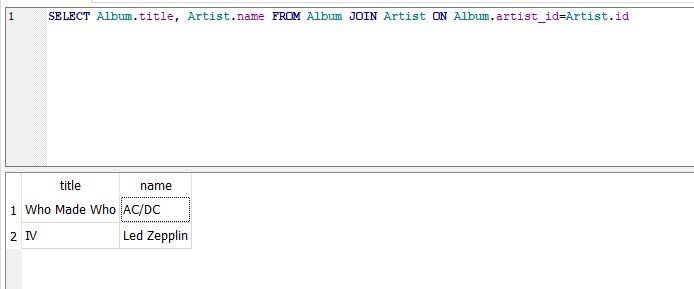 1 SELECT Album.title, Artist.name FROM Album JOIN Artist ON Album.artist_id=Artist.id
title name
1 Who Made Who AC/DC
2 IV Led Zepplin